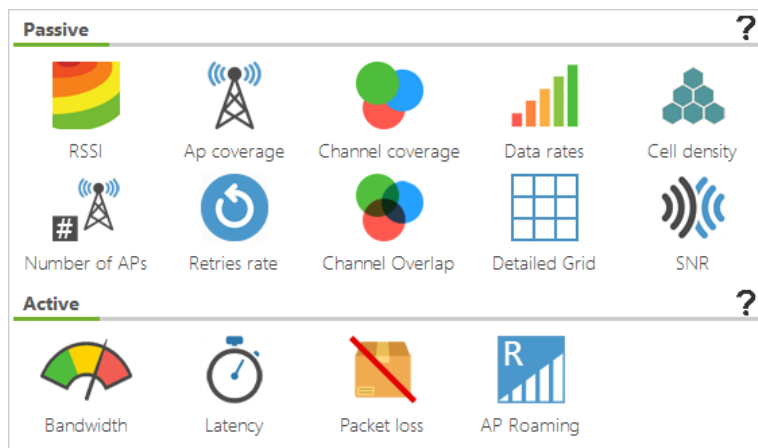 Passive
?
RSSI
Ap coverage
Channel coverage
Data rates
Cell density
#
Number of APs
Retries rate
Channel Overlap
Detailed Grid
SNR
Active
?
Bandwidth
Latency
Packet loss
R
AP Roaming